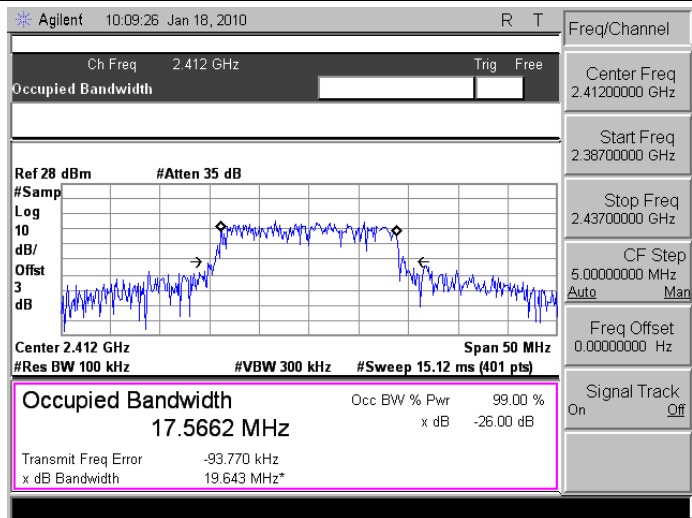 Agilent 10:09:26 Jan 18, 2010 R T
Freq/Channel
Ch Freq 2.412 GHz Trig Free
Occupied Bandwidth
Center Freq
2.41200000 GHz
Start Freq
2.38700000 GHz
Stop Freq
2.43700000 GHz
CF Step
5.00000000 MHz
Auto Man
Freq Offset
0.00000000 Hz
Signal Track
On Off
Ref 28 dBm #Atten 35 dB
#Samp
Log
10
dB/
Offst
3
dB
Center 2.412 GHz Span 50 MHz
#Res BW 100 kHz #VBW 300 kHz #Sweep 15.12 ms (401 pts)
Occupied Bandwidth Occ BW % Pwr 99.00 %
17.5662 MHz x dB -26.00 dB
Transmit Freq Error -93.770 kHz
x dB Bandwidth 19.643 MHz*